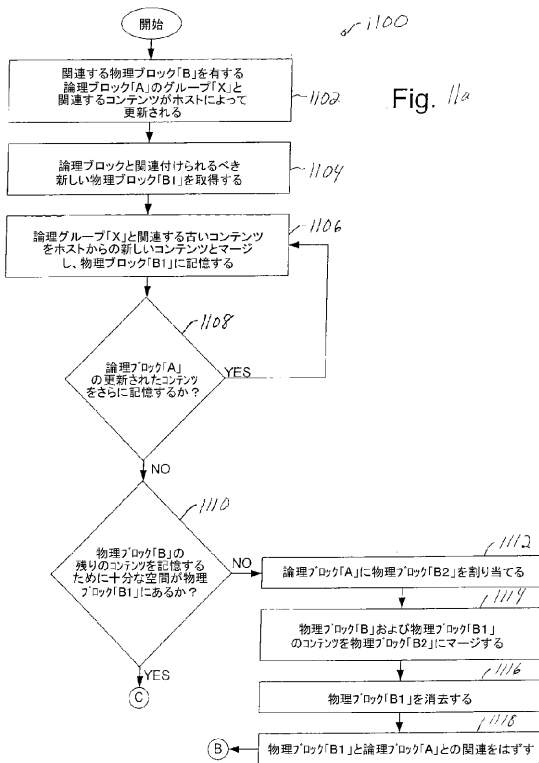 開始
1100
関連する物理ブロック｢B｣を有する
論理ブロック｢A｣のグループ｢X｣と
関連するコンテンツがホストによって
更新される
1102
Fig. 11a
論理ブロックと関連付けられるべき
新しい物理ブロック｢B1｣を取得する
1104
論理グループ｢X｣と関連する古いコンテンツ
をホストからの新しいコンテンツとマージ
し、物理ブロック｢B1｣に記憶する
1106
1108
論理ブロック｢A｣
の更新されたコンテンツ
をさらに記憶するか？
YES
NO
1110
物理ブロック｢B｣の
残りのコンテンツを記憶する
ために十分な空間が物理
ブロック｢B1｣にあるか？
NO
1112
論理ブロック｢A｣に物理ブロック｢B2｣を割り当てる
1114
物理ブロック｢B｣および物理ブロック｢B1｣
のコンテンツを物理ブロック｢B2｣にマージする
1116
物理ブロック｢B1｣を消去する
1118
物理ブロック｢B1｣と論理ブロック｢A｣との関連をはずす
YES
C
B